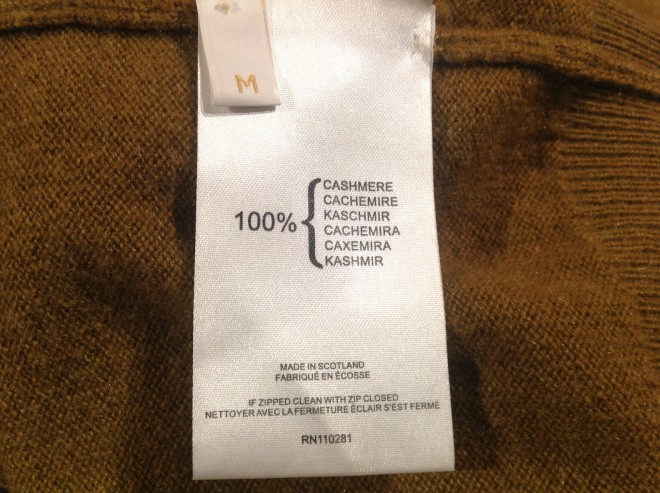 M
100%
CASHMERE
CACHEMIRE
KASCHMIR
CACHEMIRA
CAXEMIRA
KASHMIR
MADE IN SCOTLAND
FABRIQUÉ EN ÉCOSSE
IF ZIPPED CLEAN WITH ZIP CLOSED
NETTOYER AVEC LA FERMETURE ÉCLAIR S'EST FERMÉ
RN110281